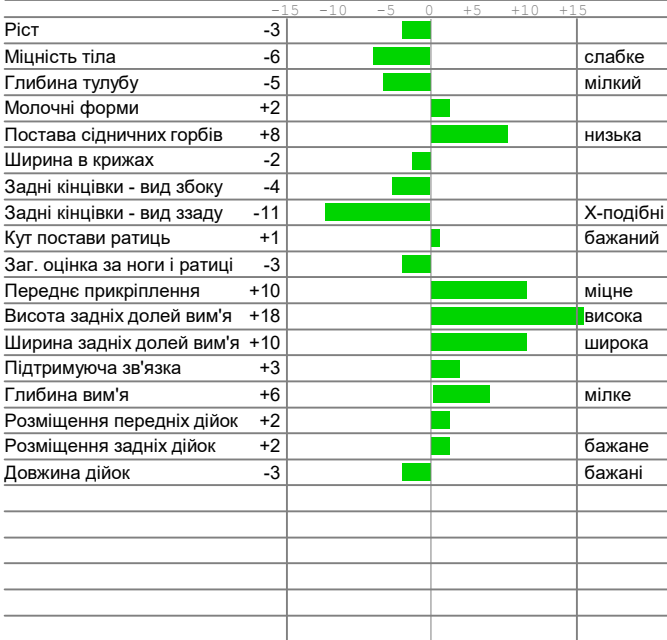 -15 -10 -5 0 +5 +10 +15
Ріст -3
Міцність тіла -6 слабке
Глибина тулубу -5 мілкий
Молочні форми +2
Постава сідничних горбів +8 низька
Ширина в крижах -2
Задні кінцівки - вид збоку -4
Задні кінцівки - вид ззаду -11 Х-подібні
Кут постави ратиць +1 бажаний
Заг. оцінка за ноги і ратиці -3
Переднє прикріплення +10 міцне
Висота задніх долей вим'я +18 висока
Ширина задніх долей вим'я +10 широка
Підтримуюча зв'язка +3
Глибина вим'я +6 мілке
Розміщення передніх дійок +2
Розміщення задніх дійок +2 бажане
Довжина дійок -3 бажані